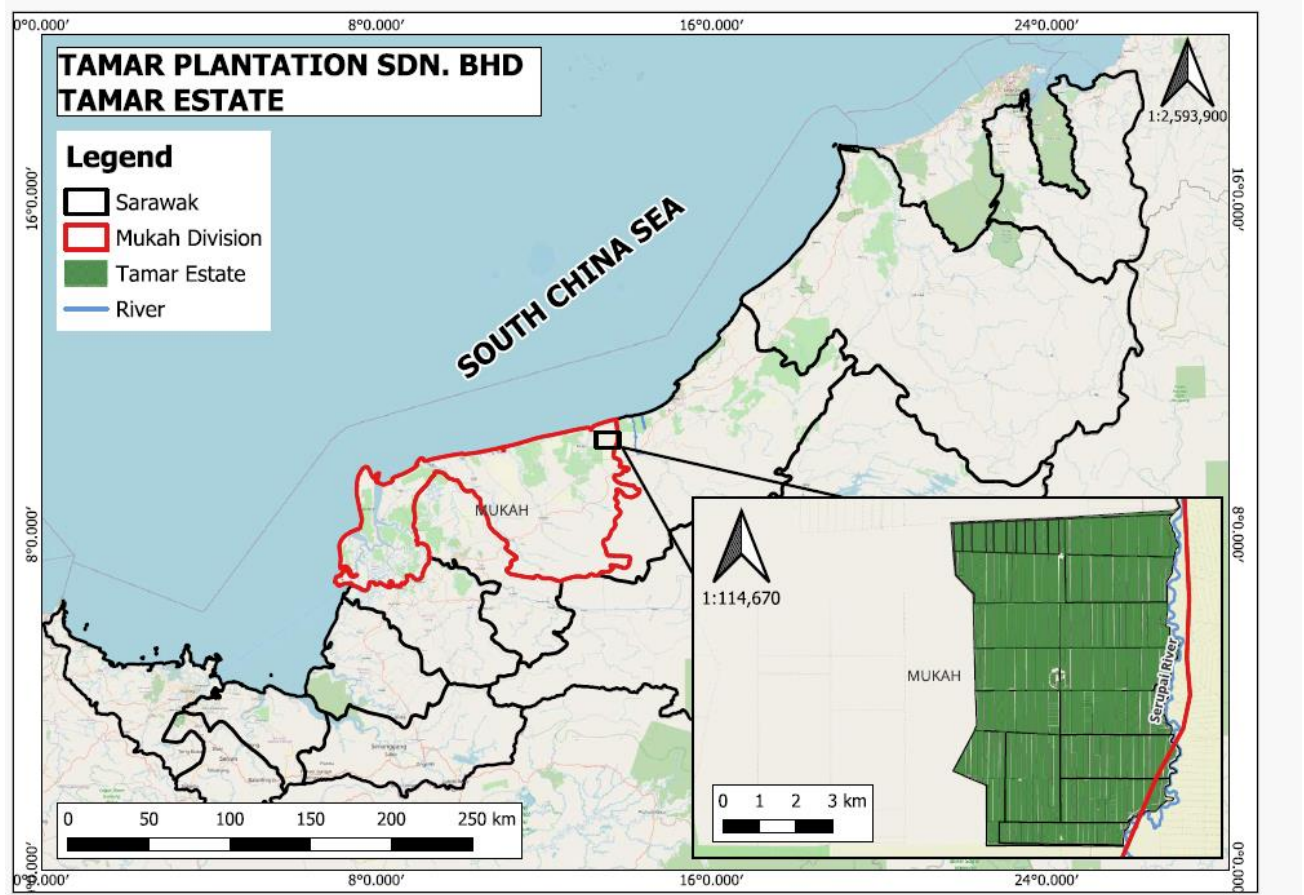 0°0.000′ 8°0.000′ 16°0.000′ 24°0.000′
TAMAR PLANTATION SDN. BHD
TAMAR ESTATE
1:2,593,900
Legend
Sarawak
Mukah Division
Tamar Estate
River
16°0.000′
16°0.000′
SOUTH CHINA SEA
MUKAH
8°0.000′
8°0.000′
1:114,670
MUKAH
Serupai River
0 1 2 3 km
0 50 100 150 200 250 km
0°0.000′
0°0.000′
0°0.000′ 8°0.000′ 16°0.000′ 24°0.000′